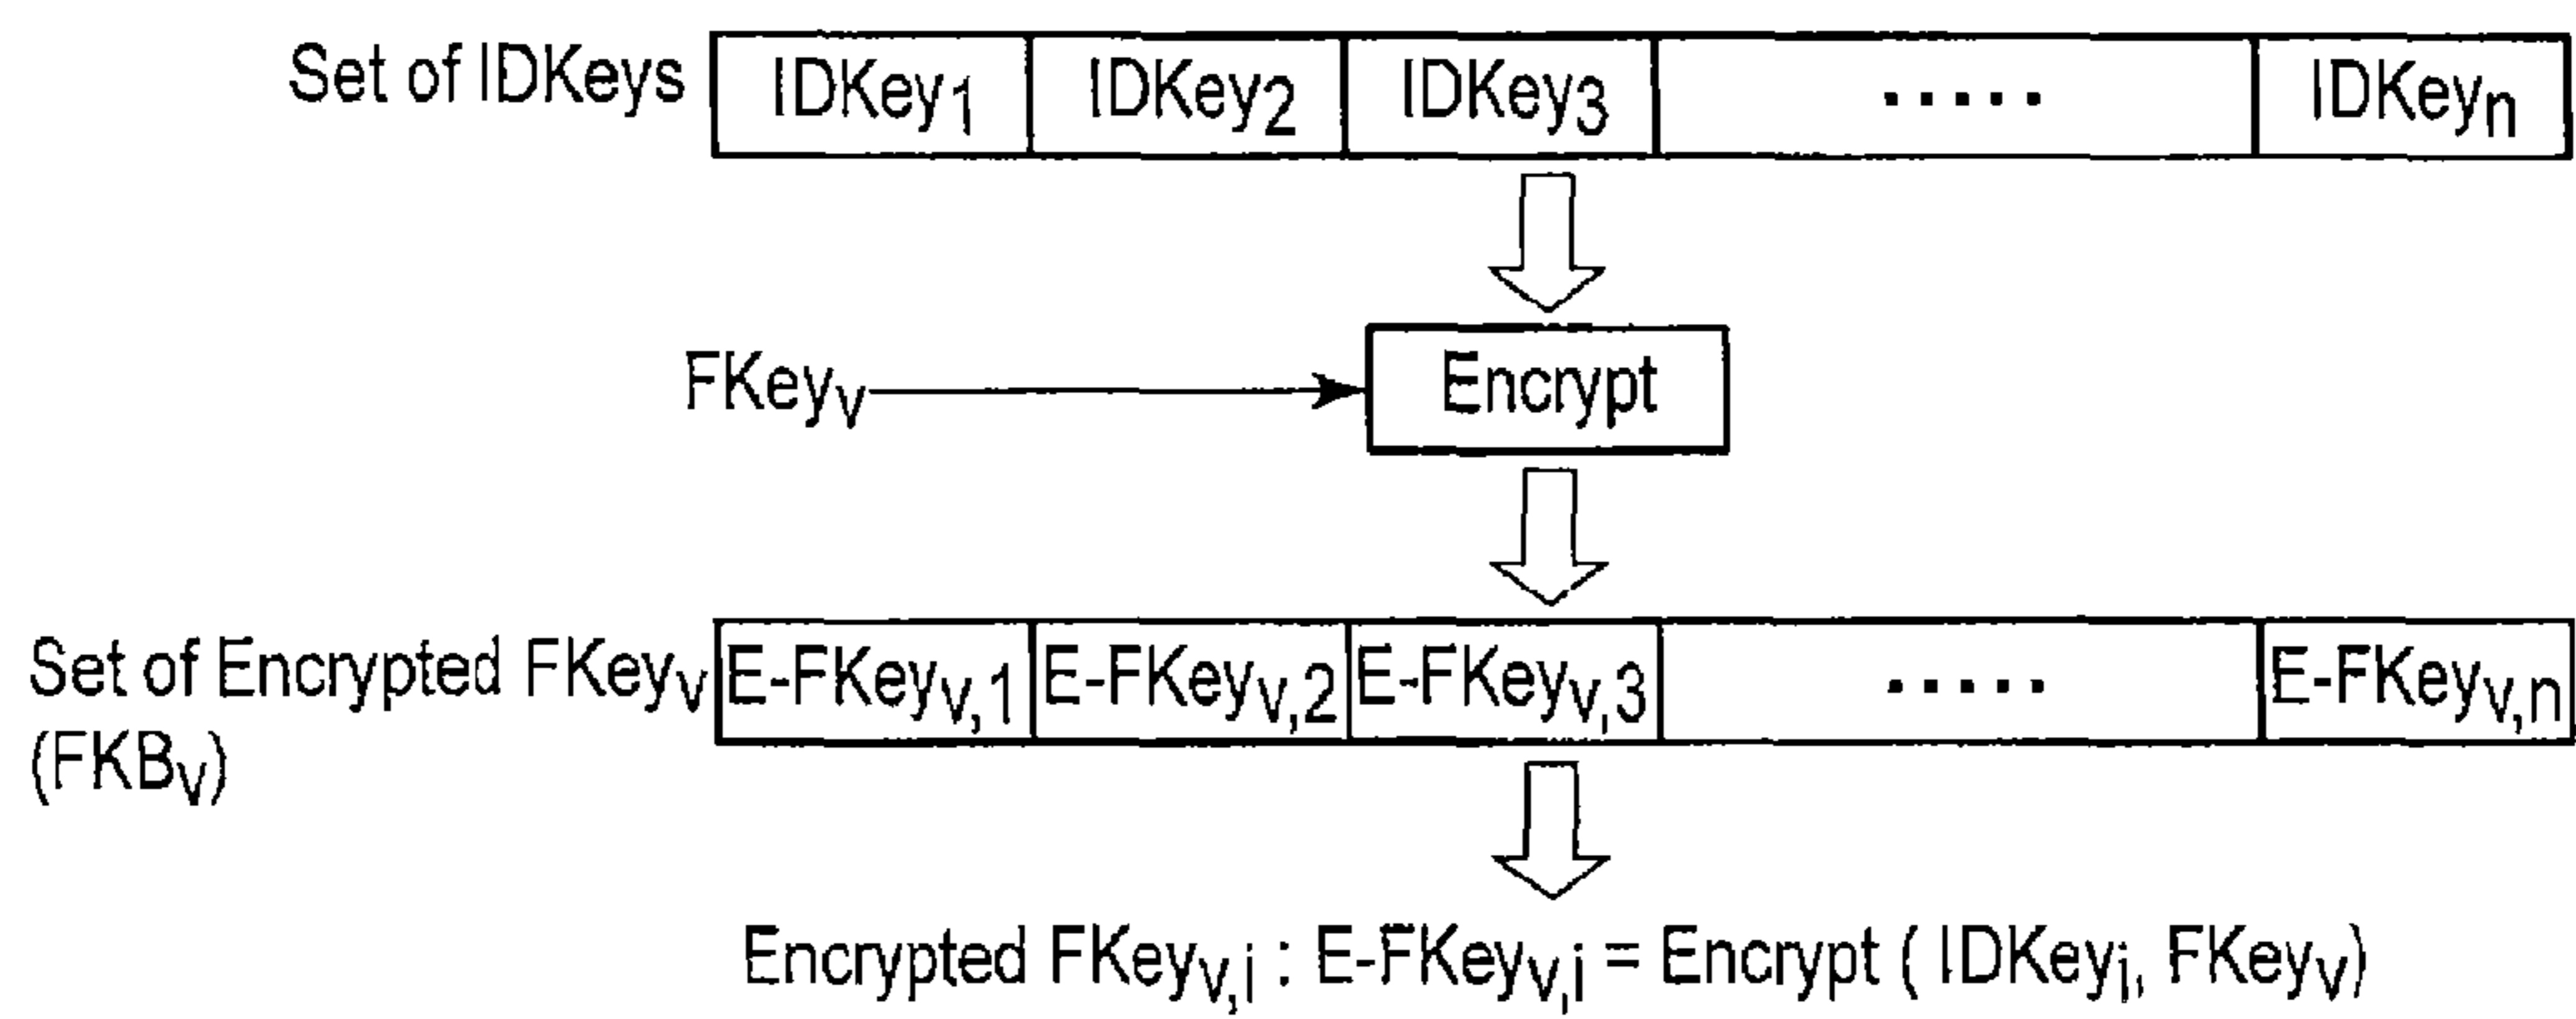 Set of IDKeys IDKey1 IDKey2 IDKey3 ..... IDKeyn
FKeyv Encrypt
Set of Encrypted FKeyv E-FKeyv,1 E-FKeyv,2 E-FKeyv,3 ..... E-FKeyv,n
(FKBv)
Encrypted FKeyv,i : E-FKeyv,i = Encrypt ( IDKeyi, FKeyv)